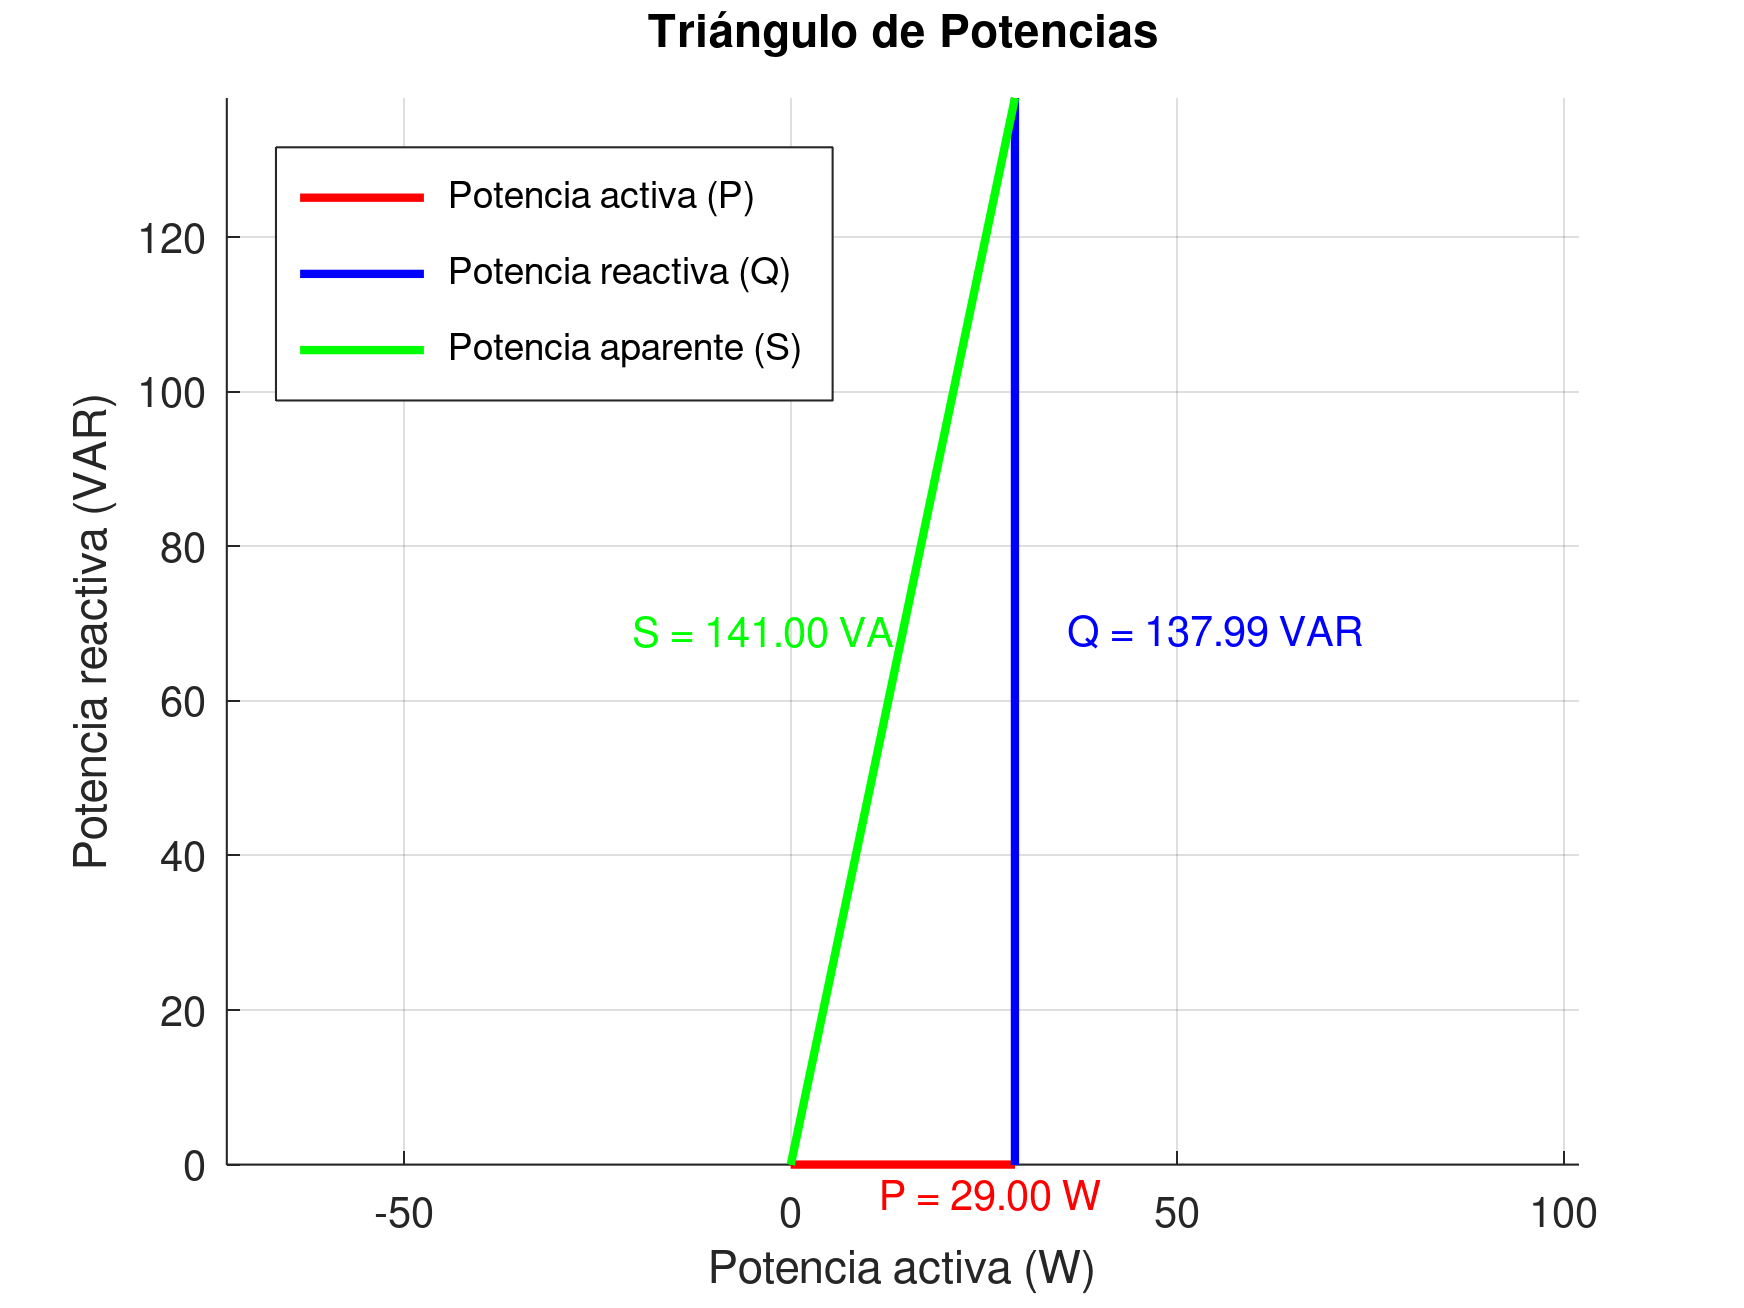 Triángulo de Potencias
Potencia activa (P)
Potencia reactiva (Q)
Potencia aparente (S)
120
100
80
60
40
20
0
Potencia reactiva (VAR)
S = 141.00 VA
Q = 137.99 VAR
P = 29.00 W
-50
0
50
100
Potencia activa (W)